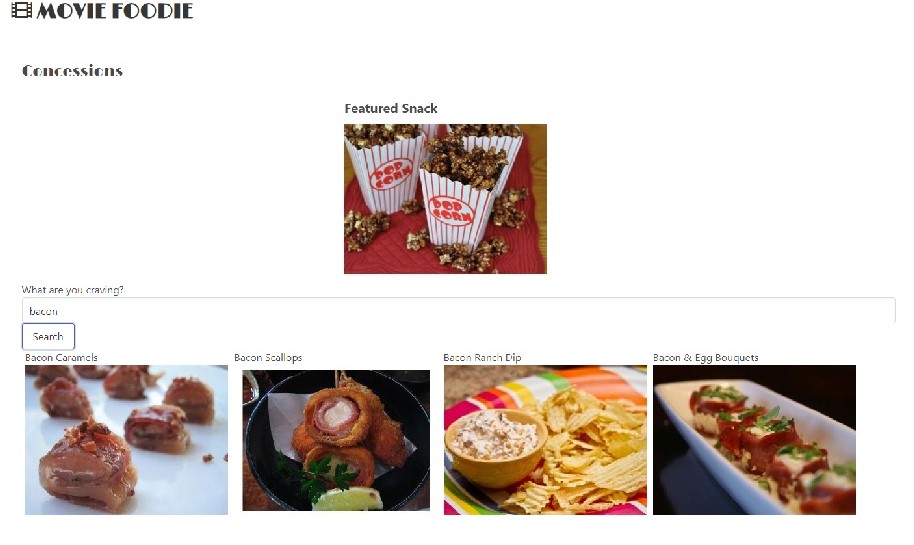 MOVIE FOODIE
Concessions
Featured Snack
POP
CORN
POP
CORN
What are you craving?
bacon
Search
Bacon Caramels
Bacon Scallops
Bacon Ranch Dip
Bacon & Egg Bouquets